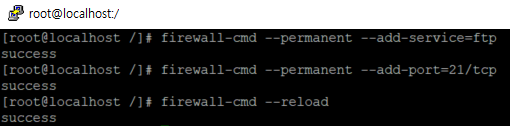 root@localhost:/
[root@localhost /]# firewall-cmd --permanent --add-service=ftp
success
[root@localhost /]# firewall-cmd --permanent --add-port=21/tcp
success
[root@localhost /]# firewall-cmd --reload
success